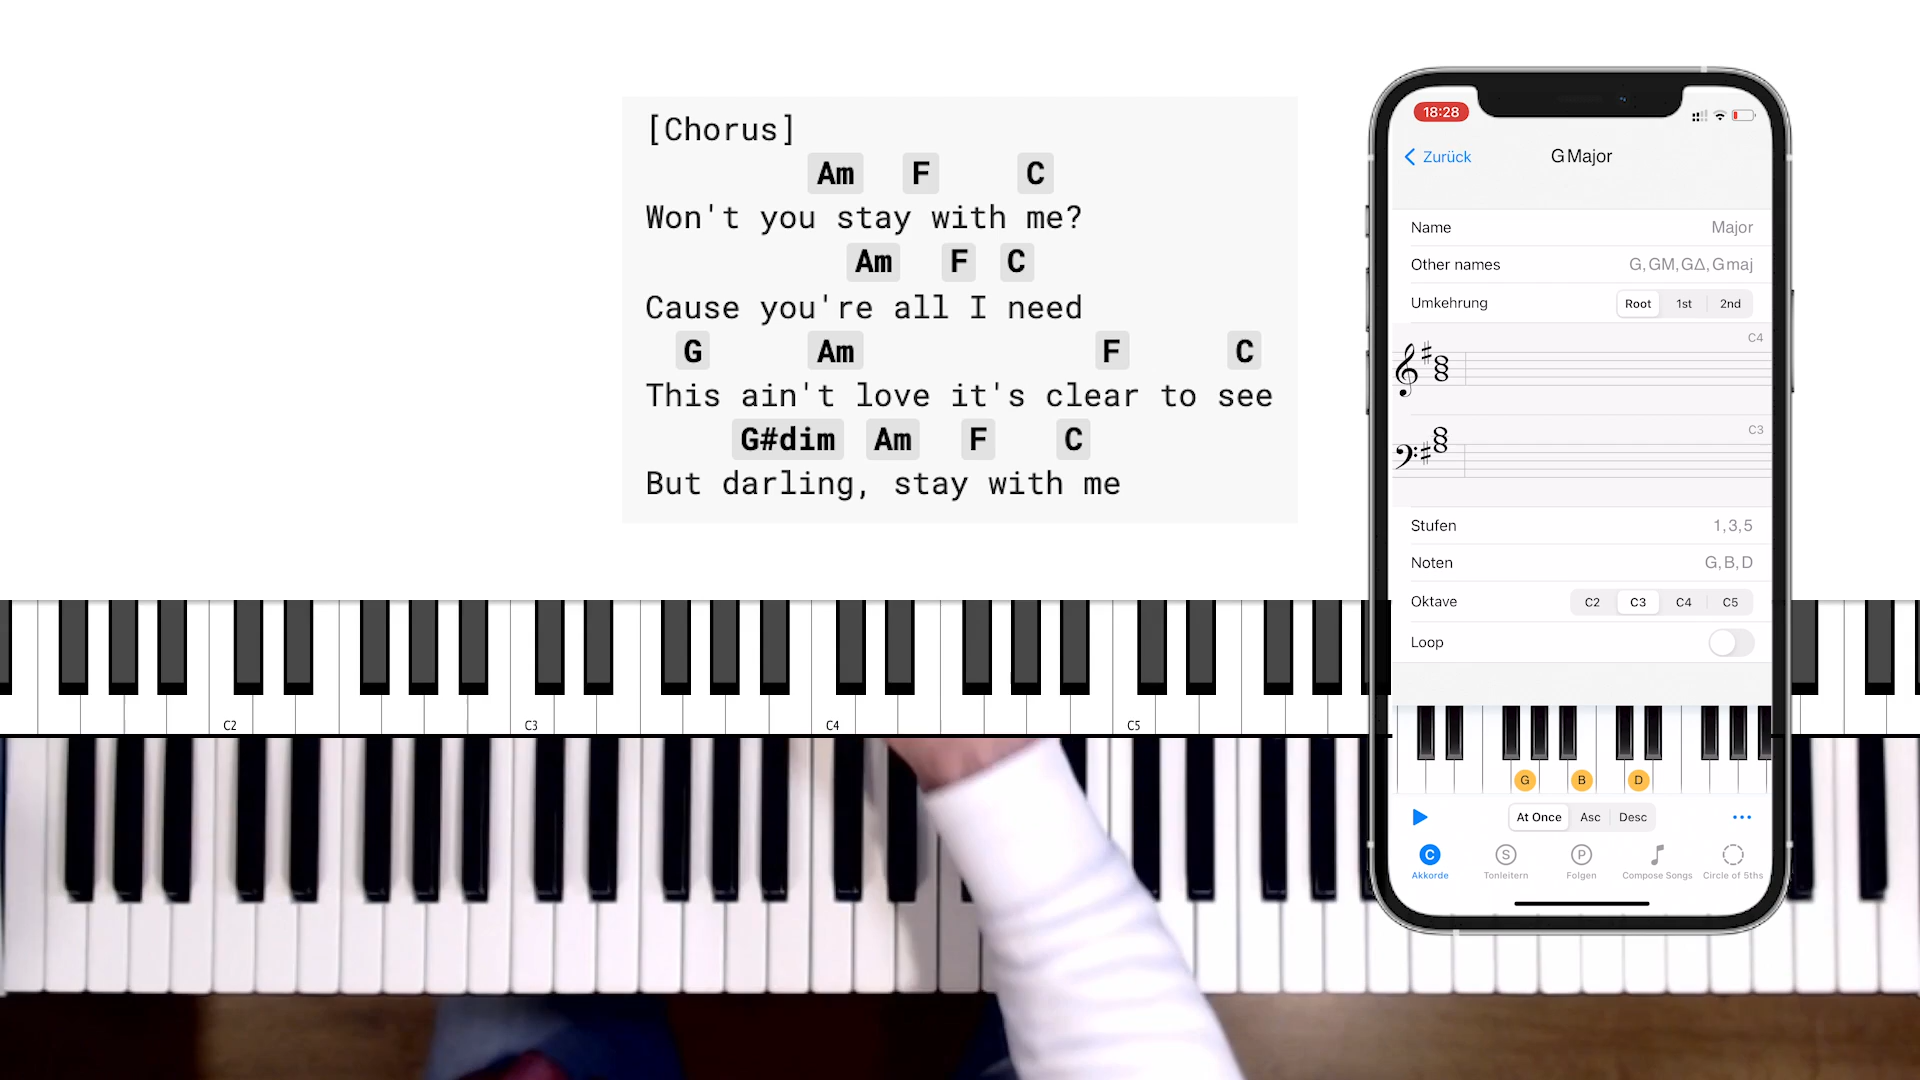 [Chorus]
Am F C
Won't you stay with me?
Am F C
Cause you're all I need
G Am F C
This ain't love it's clear to see
G#dim Am F C
But darling, stay with me
18:28
Zurück
G Major
Name Major
Other names G, GM, GΔ, Gmaj
Umkehrung Root 1st 2nd
C4
C3
Stufen 1, 3, 5
Noten G, B, D
Oktave C2 C3 C4 C5
Loop
G B D
At Once Asc Desc
C S P
Akkorde Tonleitern Folgen Compose Songs Circle of 5ths
C2 C3 C4 C5